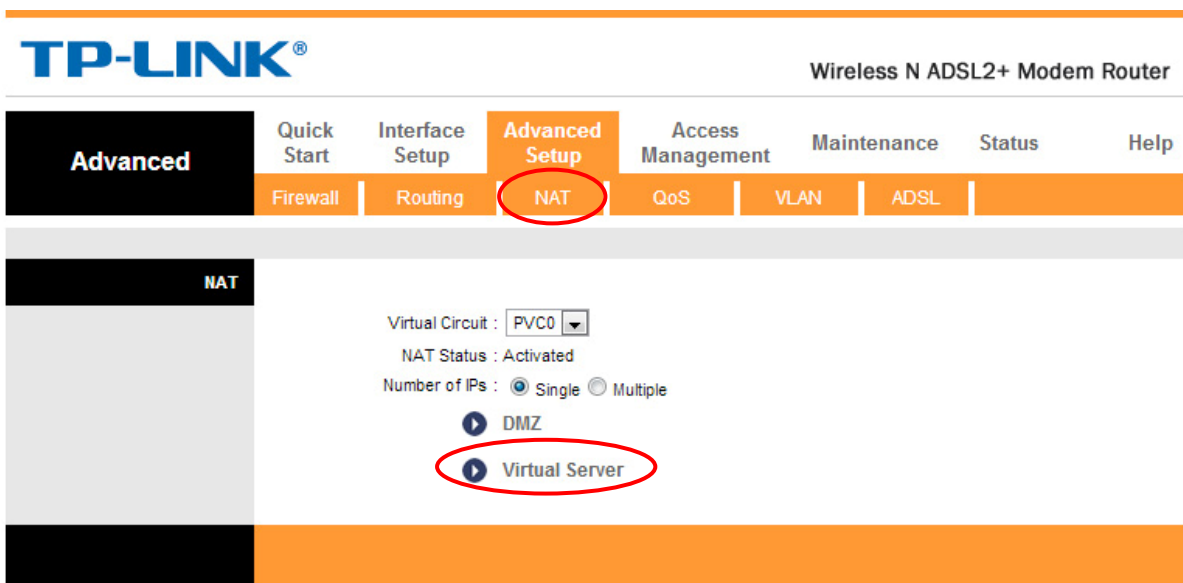 TP-LINK®
Wireless N ADSL2+ Modem Router
Advanced
Quick Start
Interface Setup
Advanced Setup
Access Management
Maintenance
Status
Help
Firewall
Routing
NAT
QoS
VLAN
ADSL
NAT
Virtual Circuit : PVC0
NAT Status : Activated
Number of IPs : Single Multiple
DMZ
Virtual Server